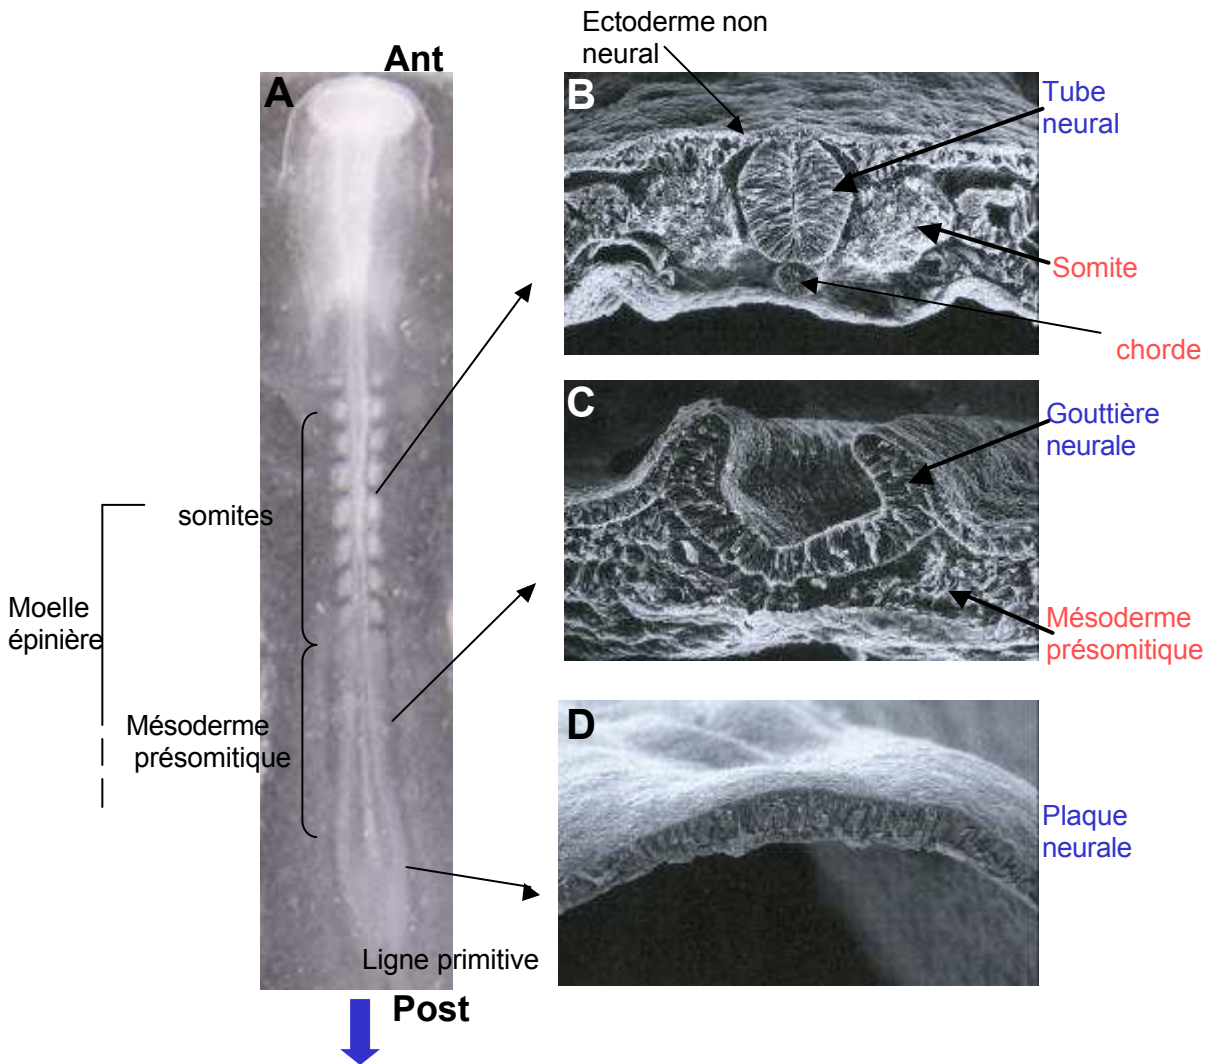 Ant
A
Ectoderme non
neural
B
Tube
neural
Somite
chorde
C
Gouttière
neurale
somites
Moelle
épinière
Mésoderme
présomitique
Mésoderme
présomitique
D
Plaque
neurale
Ligne primitive
Post